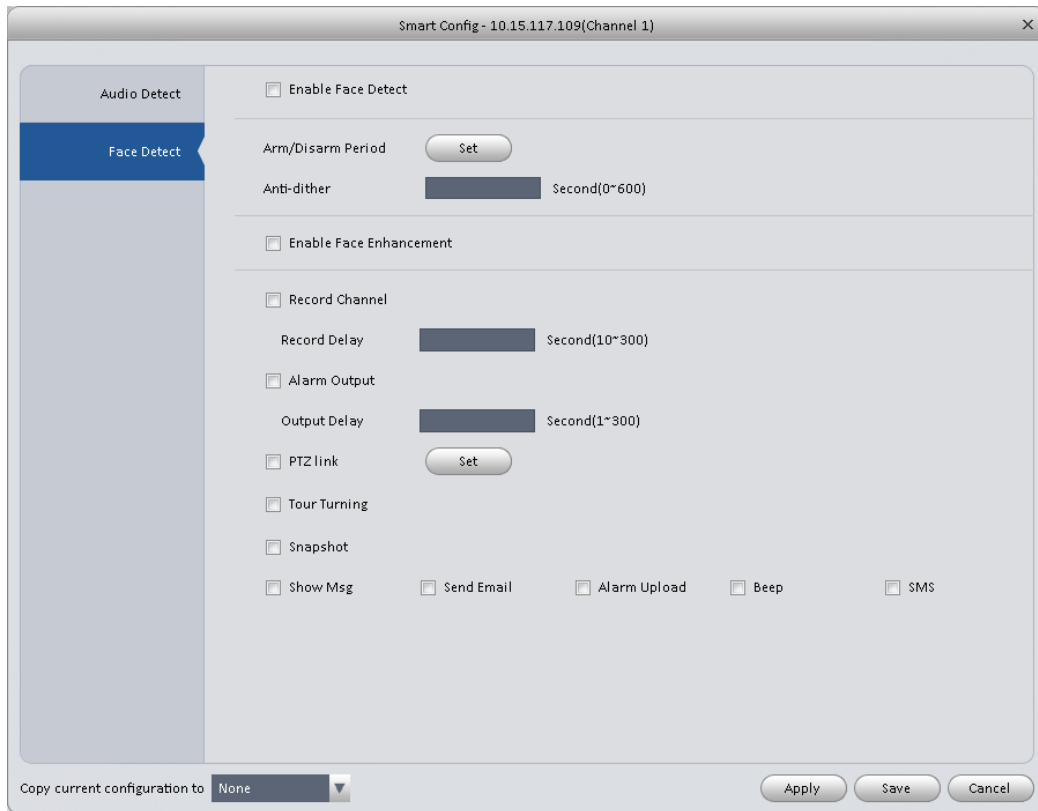 Smart Config - 10.15.117.109(Channel 1)
Audio Detect
Face Detect
Enable Face Detect
Arm/Disarm Period Set
Anti-dither Second(0~600)
Enable Face Enhancement
Record Channel
Record Delay Second(10~300)
Alarm Output
Output Delay Second(1~300)
PTZ link Set
Tour Turning
Snapshot
Show Msg Send Email Alarm Upload Beep SMS
Copy current configuration to None Apply Save Cancel